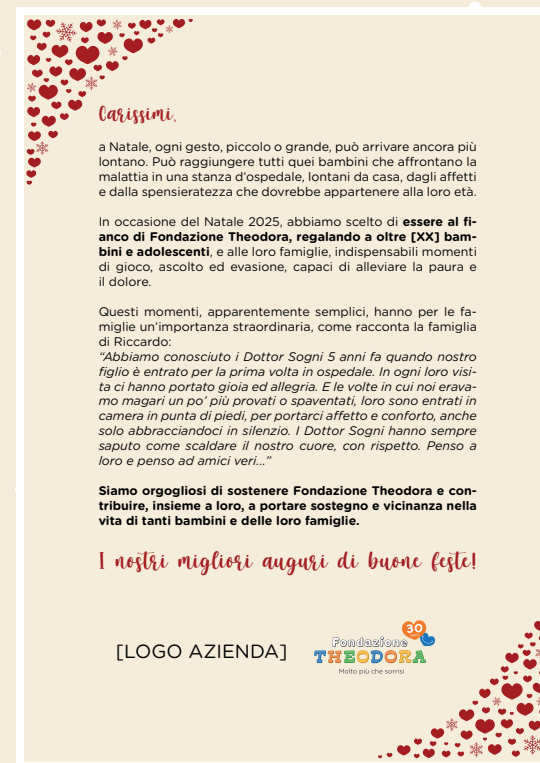 Carissimi,
a Natale, ogni gesto, piccolo o grande, può arrivare ancora più
lontano. Può raggiungere tutti quei bambini che affrontano la
malattia in una stanza d'ospedale, lontani da casa, dagli affetti
e dalla spensieratezza che dovrebbe appartenere alla loro età.
In occasione del Natale 2025, abbiamo scelto di essere al fi-
anco di Fondazione Theodora, regalando a oltre [XX] bam-
bini e adolescenti, e alle loro famiglie, indispensabili momenti
di gioco, ascolto ed evasione, capaci di alleviare la paura e
il dolore.
Questi momenti, apparentemente semplici, hanno per le fa-
miglie un'importanza straordinaria, come racconta la famiglia
di Riccardo:
“Abbiamo conosciuto i Dottor Sogni 5 anni fa quando nostro
figlio è entrato per la prima volta in ospedale. In ogni loro visi-
ta ci hanno portato gioia ed allegria. E le volte in cui noi erava-
mo magari un po’ più provati o spaventati, loro sono entrati in
camera in punta di piedi, per portarci affetto e conforto, anche
solo abbracciandoci in silenzio. I Dottor Sogni hanno sempre
saputo come scaldare il nostro cuore, con rispetto. Penso a
loro e penso ad amici veri...”
Siamo orgogliosi di sostenere Fondazione Theodora e con-
tribuire, insieme a loro, a portare sostegno e vicinanza nella
vita di tanti bambini e delle loro famiglie.
I nostri migliori auguri di buone feste!
[LOGO AZIENDA]
30
Fondazione
THEODORA
Molto più che sorrisi